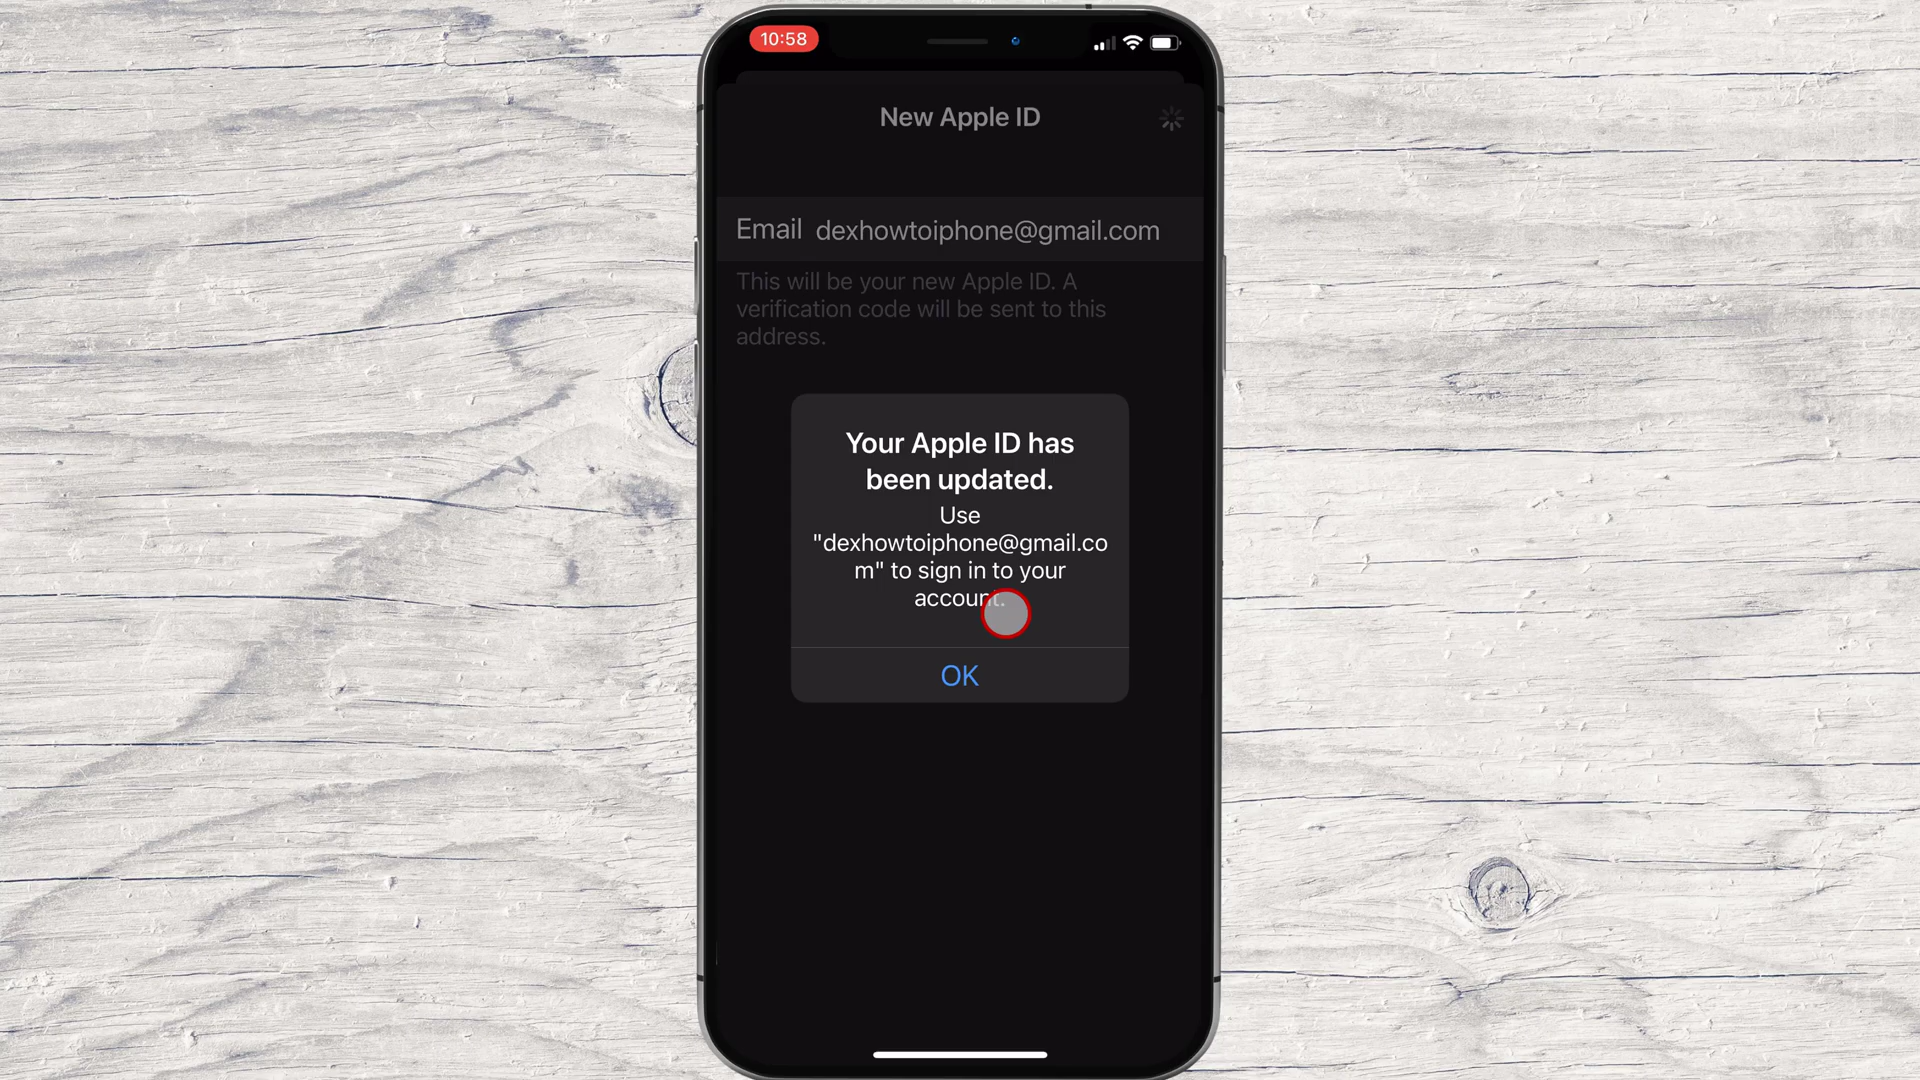 10:58
New Apple ID
Email dexhowtoiphone@gmail.com
This will be your new Apple ID. A
verification code will be sent to this
address.
Your Apple ID has
been updated.
Use
"dexhowtoiphone@gmail.co
m" to sign in to your
account.
OK